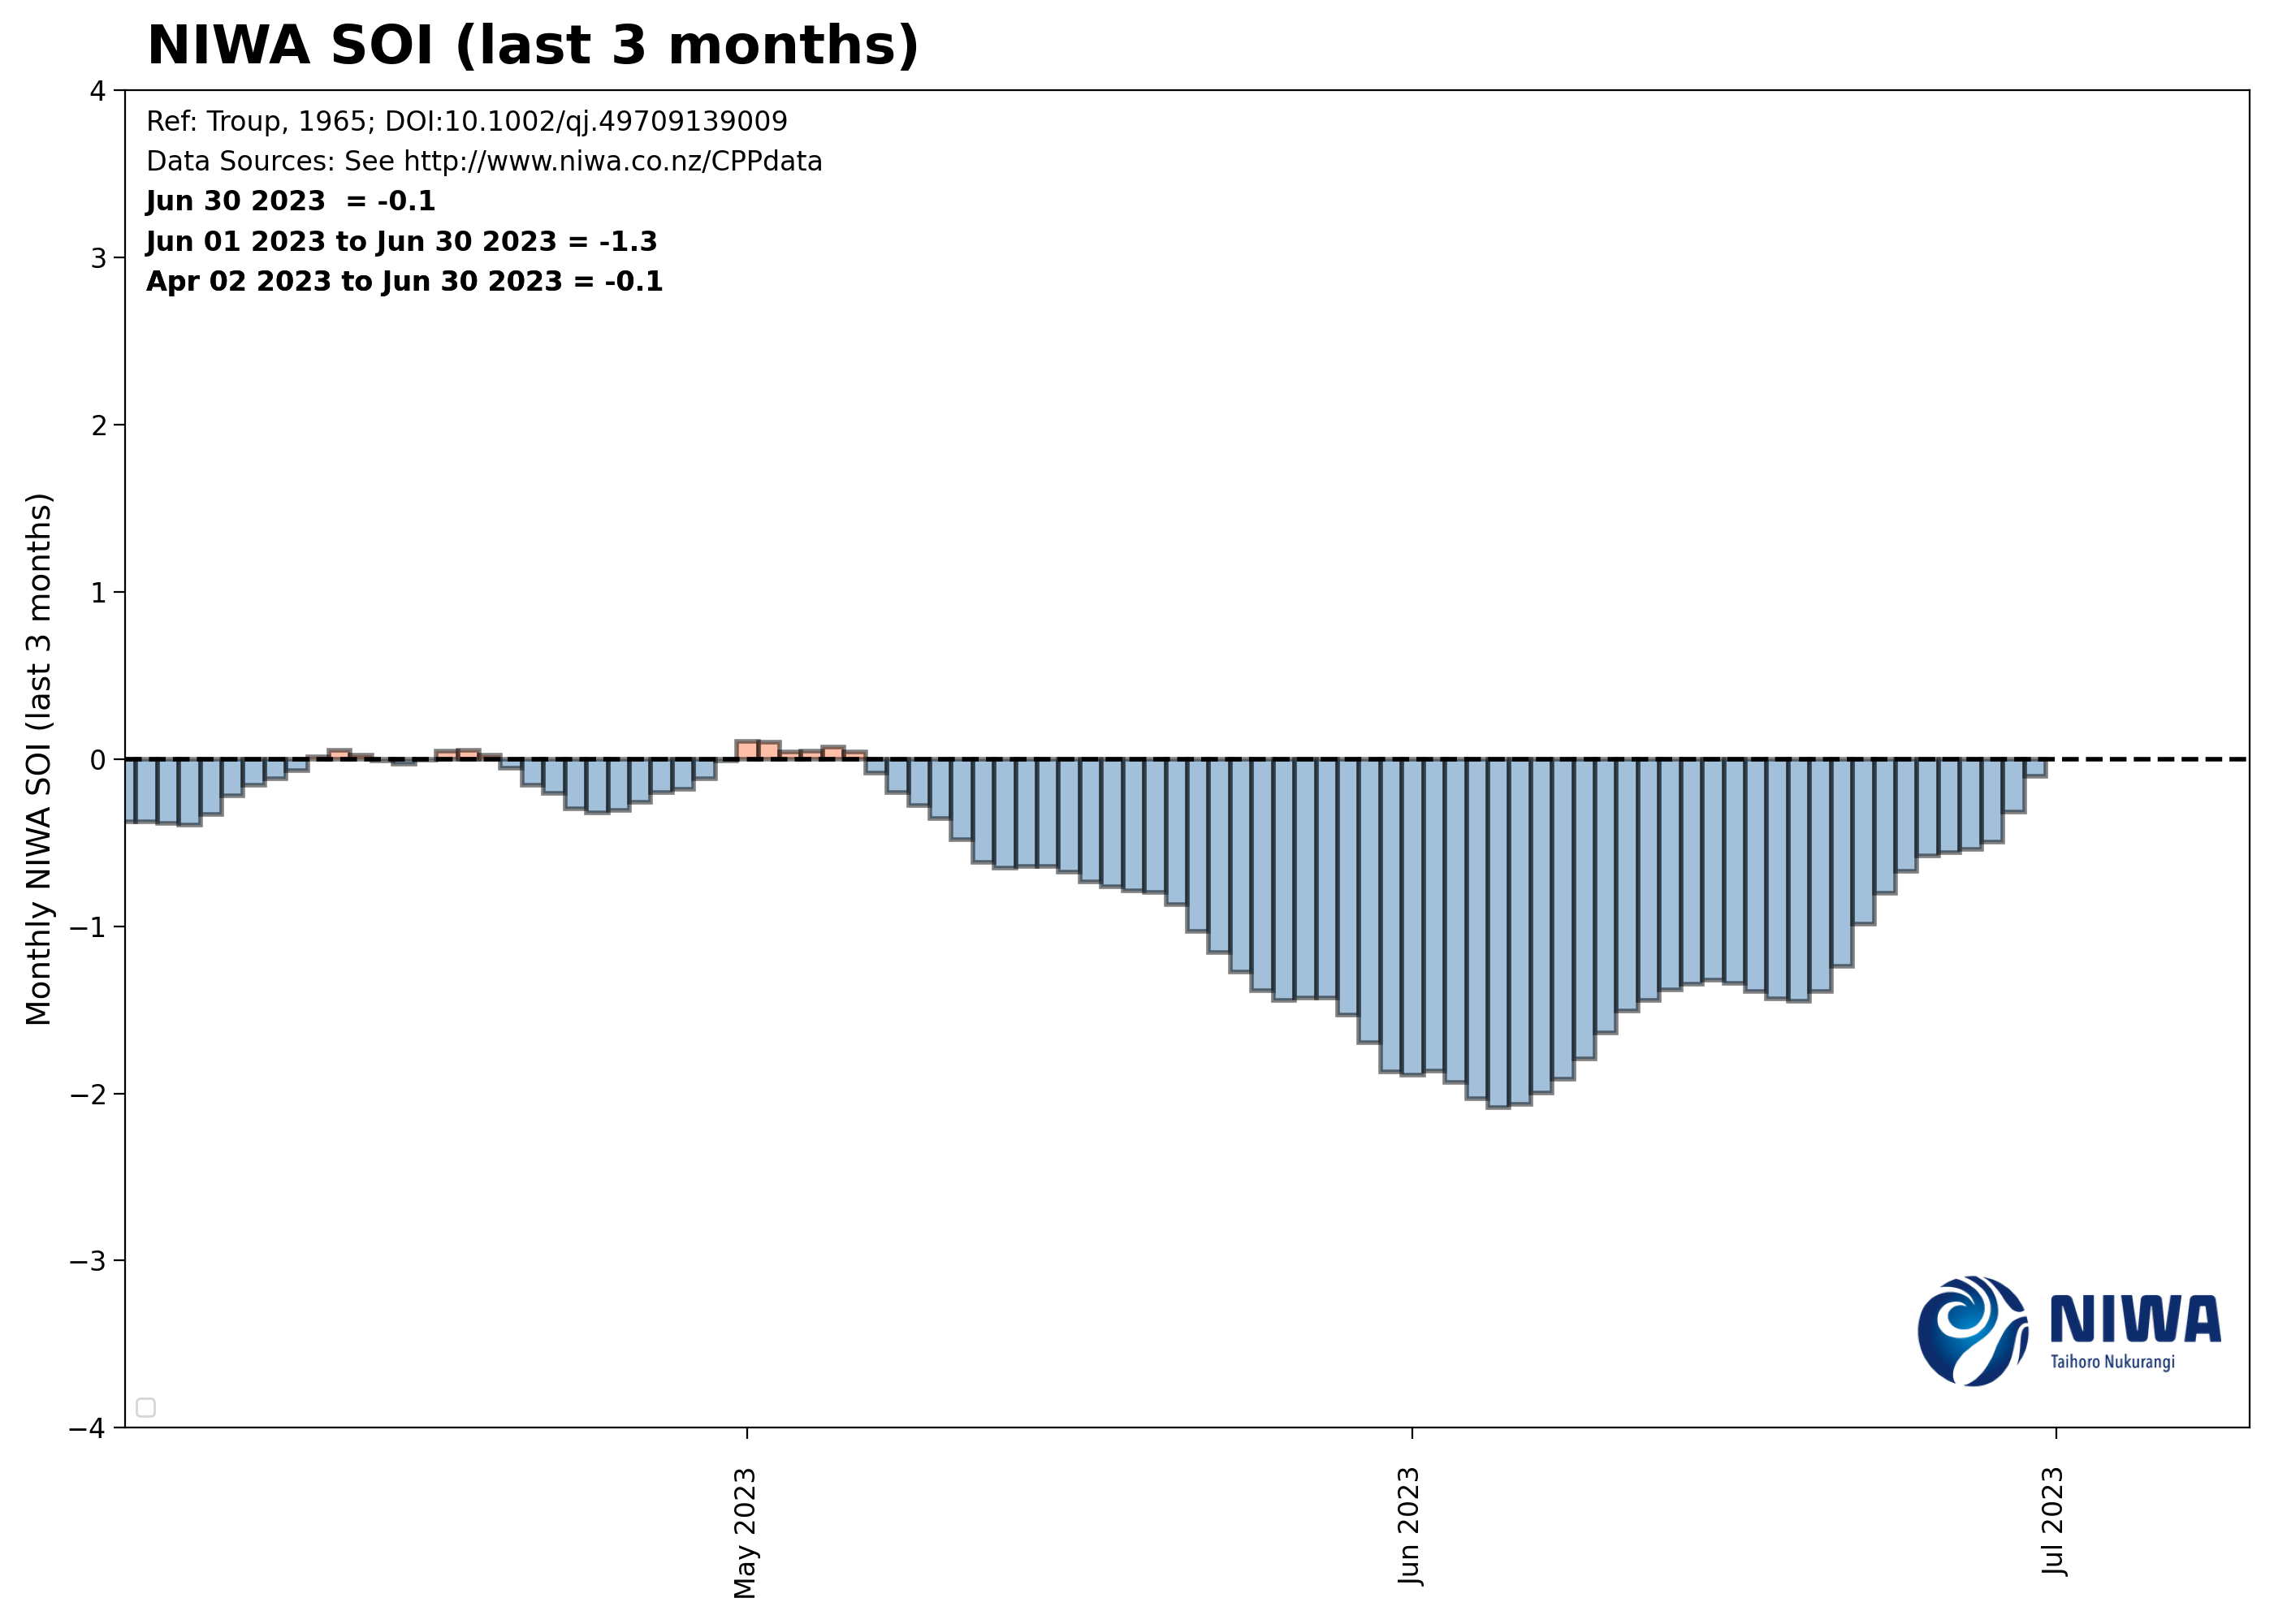 NIWA SOI (last 3 months)
Ref: Troup, 1965; DOI:10.1002/qj.49709139009
Data Sources: See http://www.niwa.co.nz/CPPdata
Jun 30 2023  = -0.1
Jun 01 2023 to Jun 30 2023 = -1.3
Apr 02 2023 to Jun 30 2023 = -0.1
Monthly NIWA SOI (last 3 months)
4
3
2
1
0
−1
−2
−3
−4
May 2023
Jun 2023
Jul 2023
NIWA
Taihoro Nukurangi